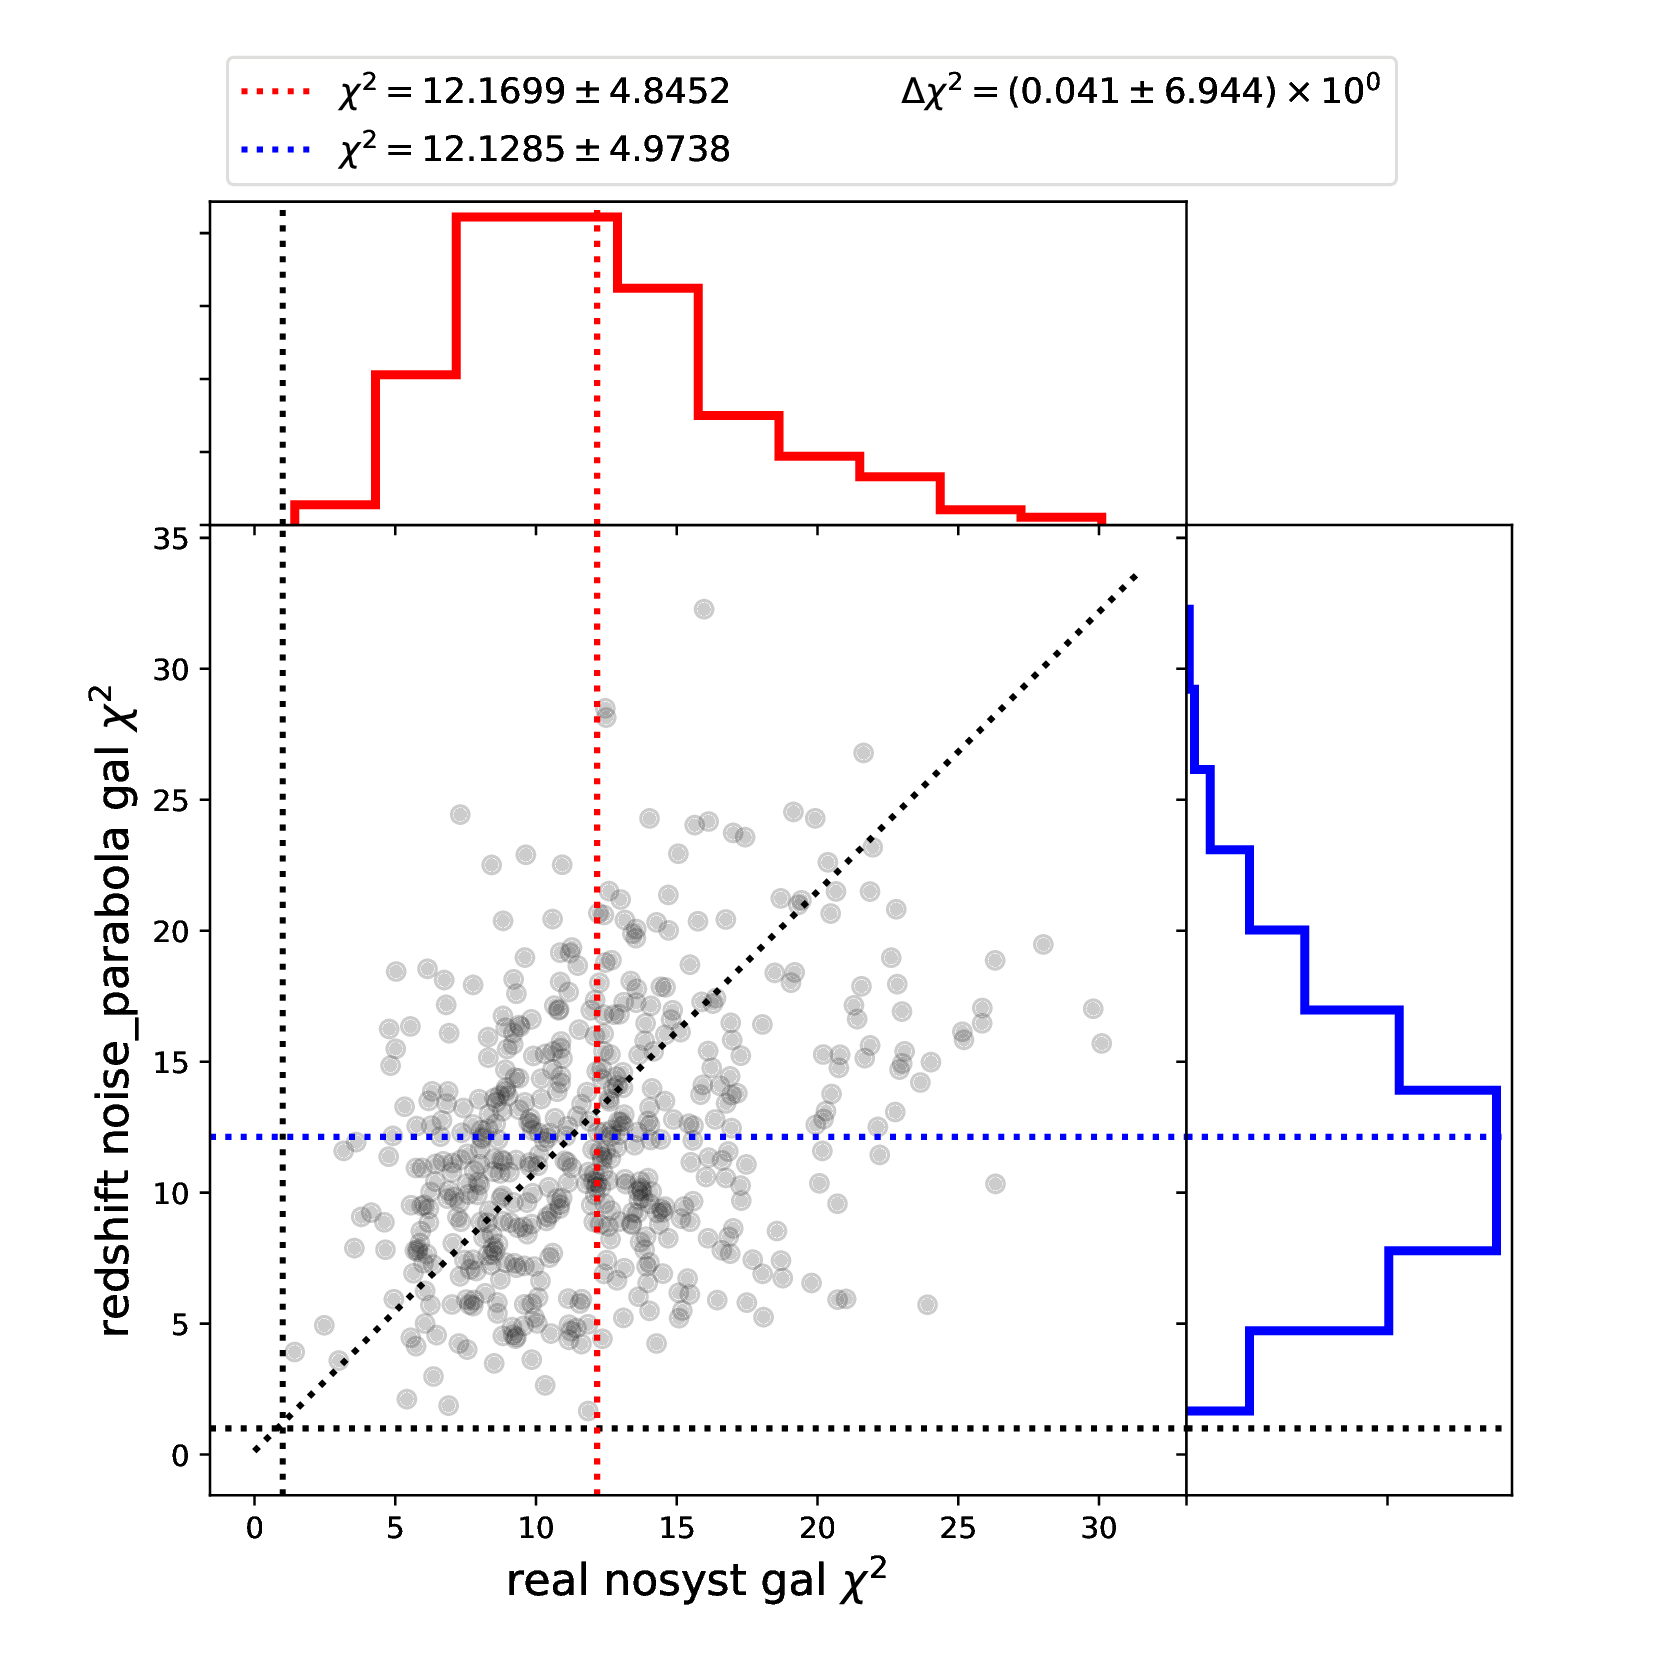 χ² = 12.1699 ± 4.8452
χ² = 12.1285 ± 4.9738
Δχ² = (0.041 ± 6.944) × 10⁰
35
30
25
20
15
10
5
0
redshift noise_parabola gal χ²
0 5 10 15 20 25 30
real nosyst gal χ²